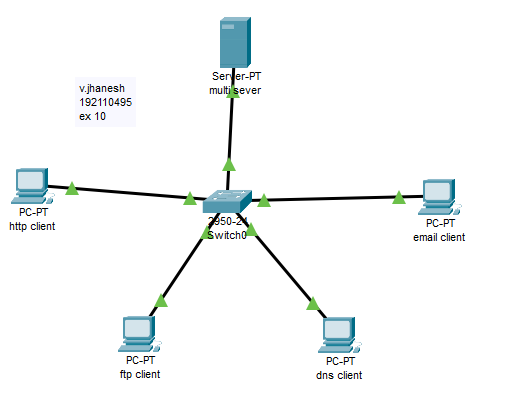 Server-PT
multi sever
v.jhanesh
192110495
ex 10
PC-PT
http client
2950-24
Switch0
PC-PT
email client
PC-PT
ftp client
PC-PT
dns client